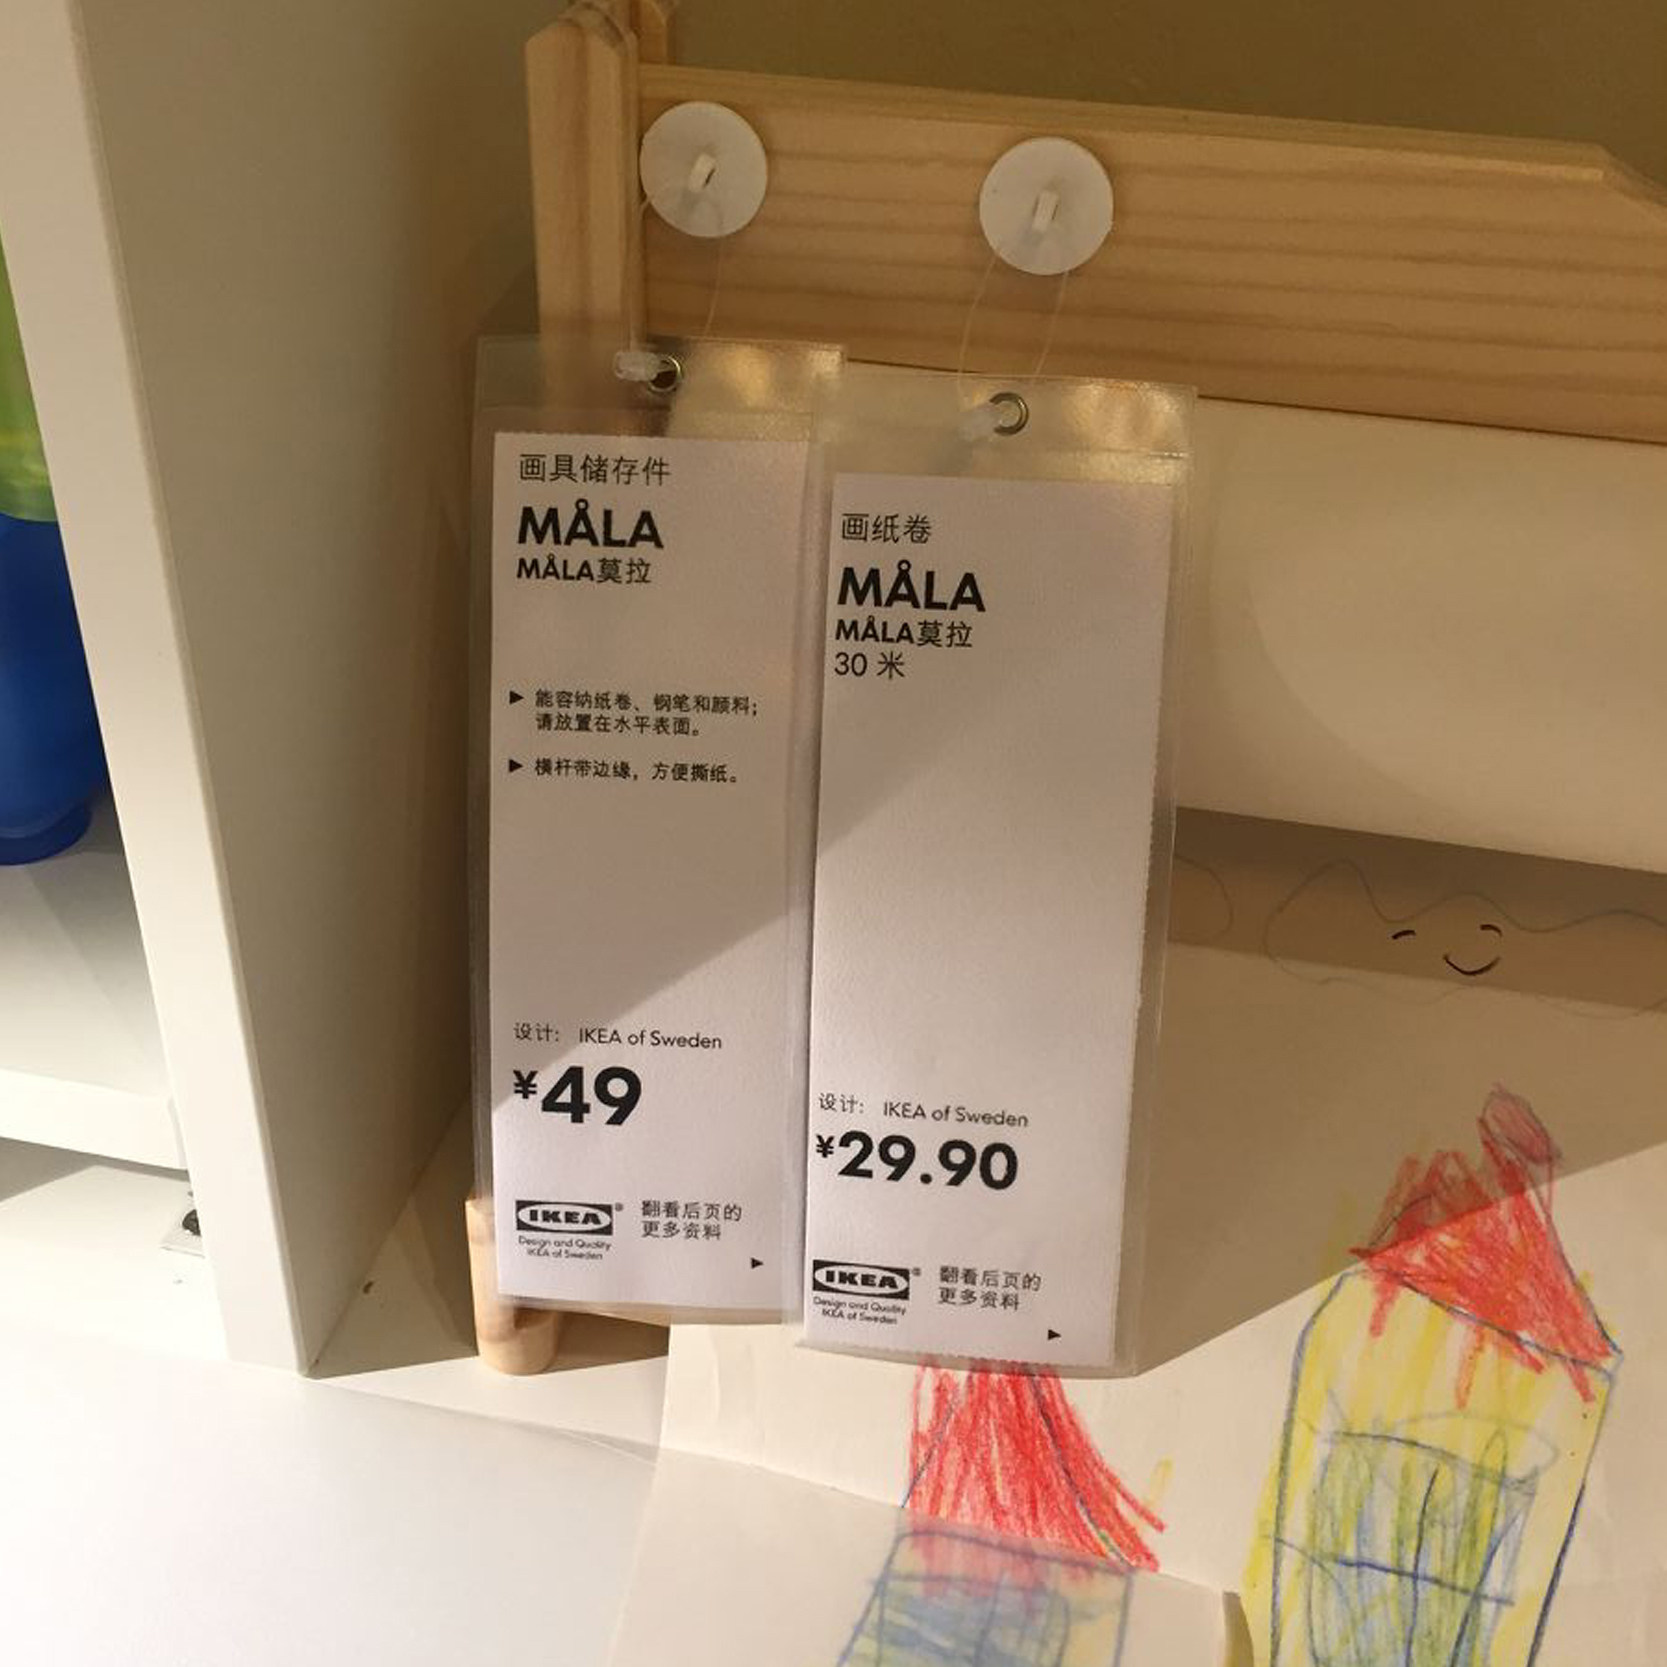 画具储存件
MÅLA
MÅLA莫拉
▶ 能容纳纸卷、钢笔和颜料;
请放置在水平表面。
▶ 横杆带边缘，方便撕纸。
设计: IKEA of Sweden
¥49
IKEA®
Design and Quality
IKEA of Sweden
翻看后页的
更多资料
▶
画纸卷
MÅLA
MÅLA莫拉
30 米
设计: IKEA of Sweden
¥29.90
IKEA®
Design and Quality
IKEA of Sweden
翻看后页的
更多资料
▶